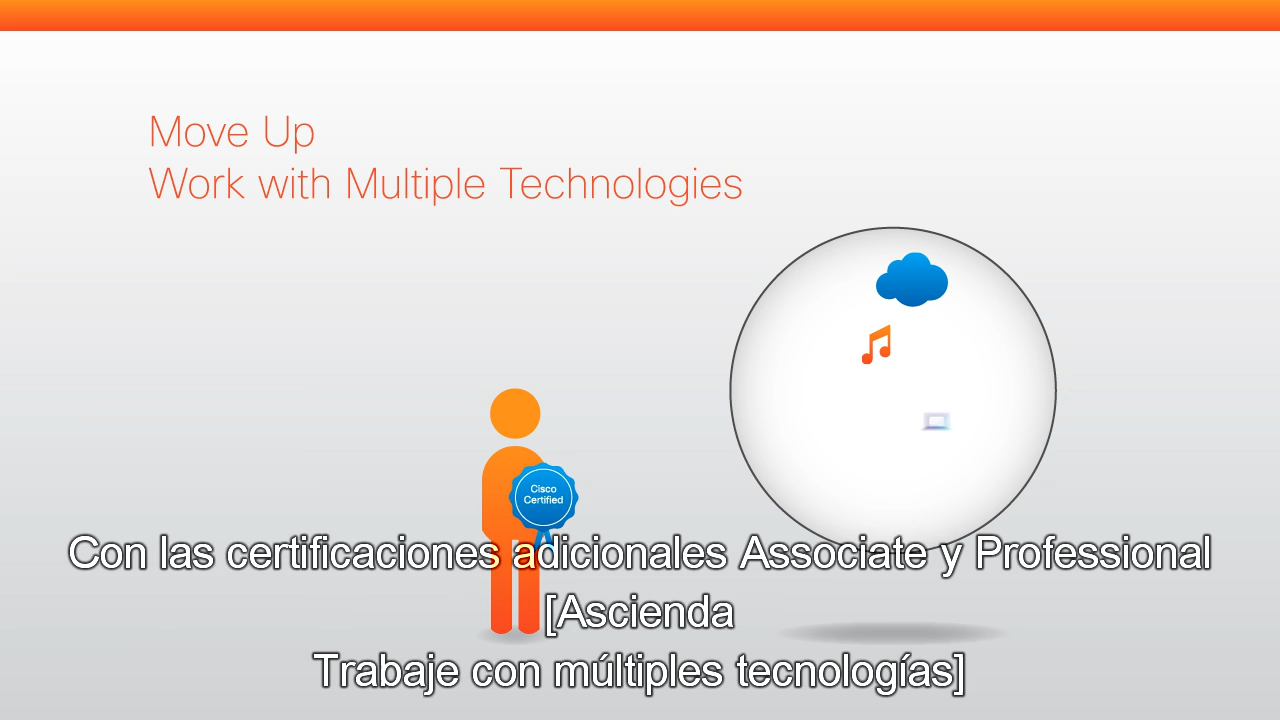 Move Up
Work with Multiple Technologies
Cisco
Certified
Con las certificaciones adicionales Associate y Professional
[Ascienda
Trabaje con múltiples tecnologías]